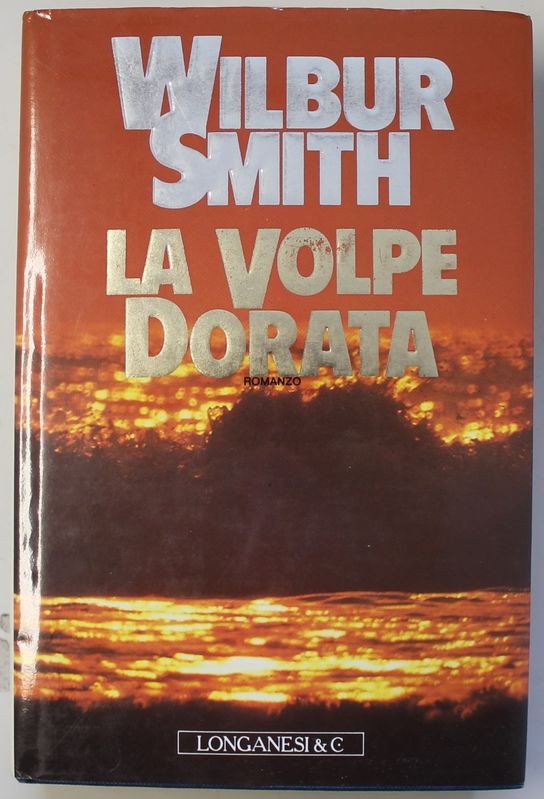 WILBUR
SMITH
LA VOLPE
DORATA
ROMANZO
LONGANESI & C.